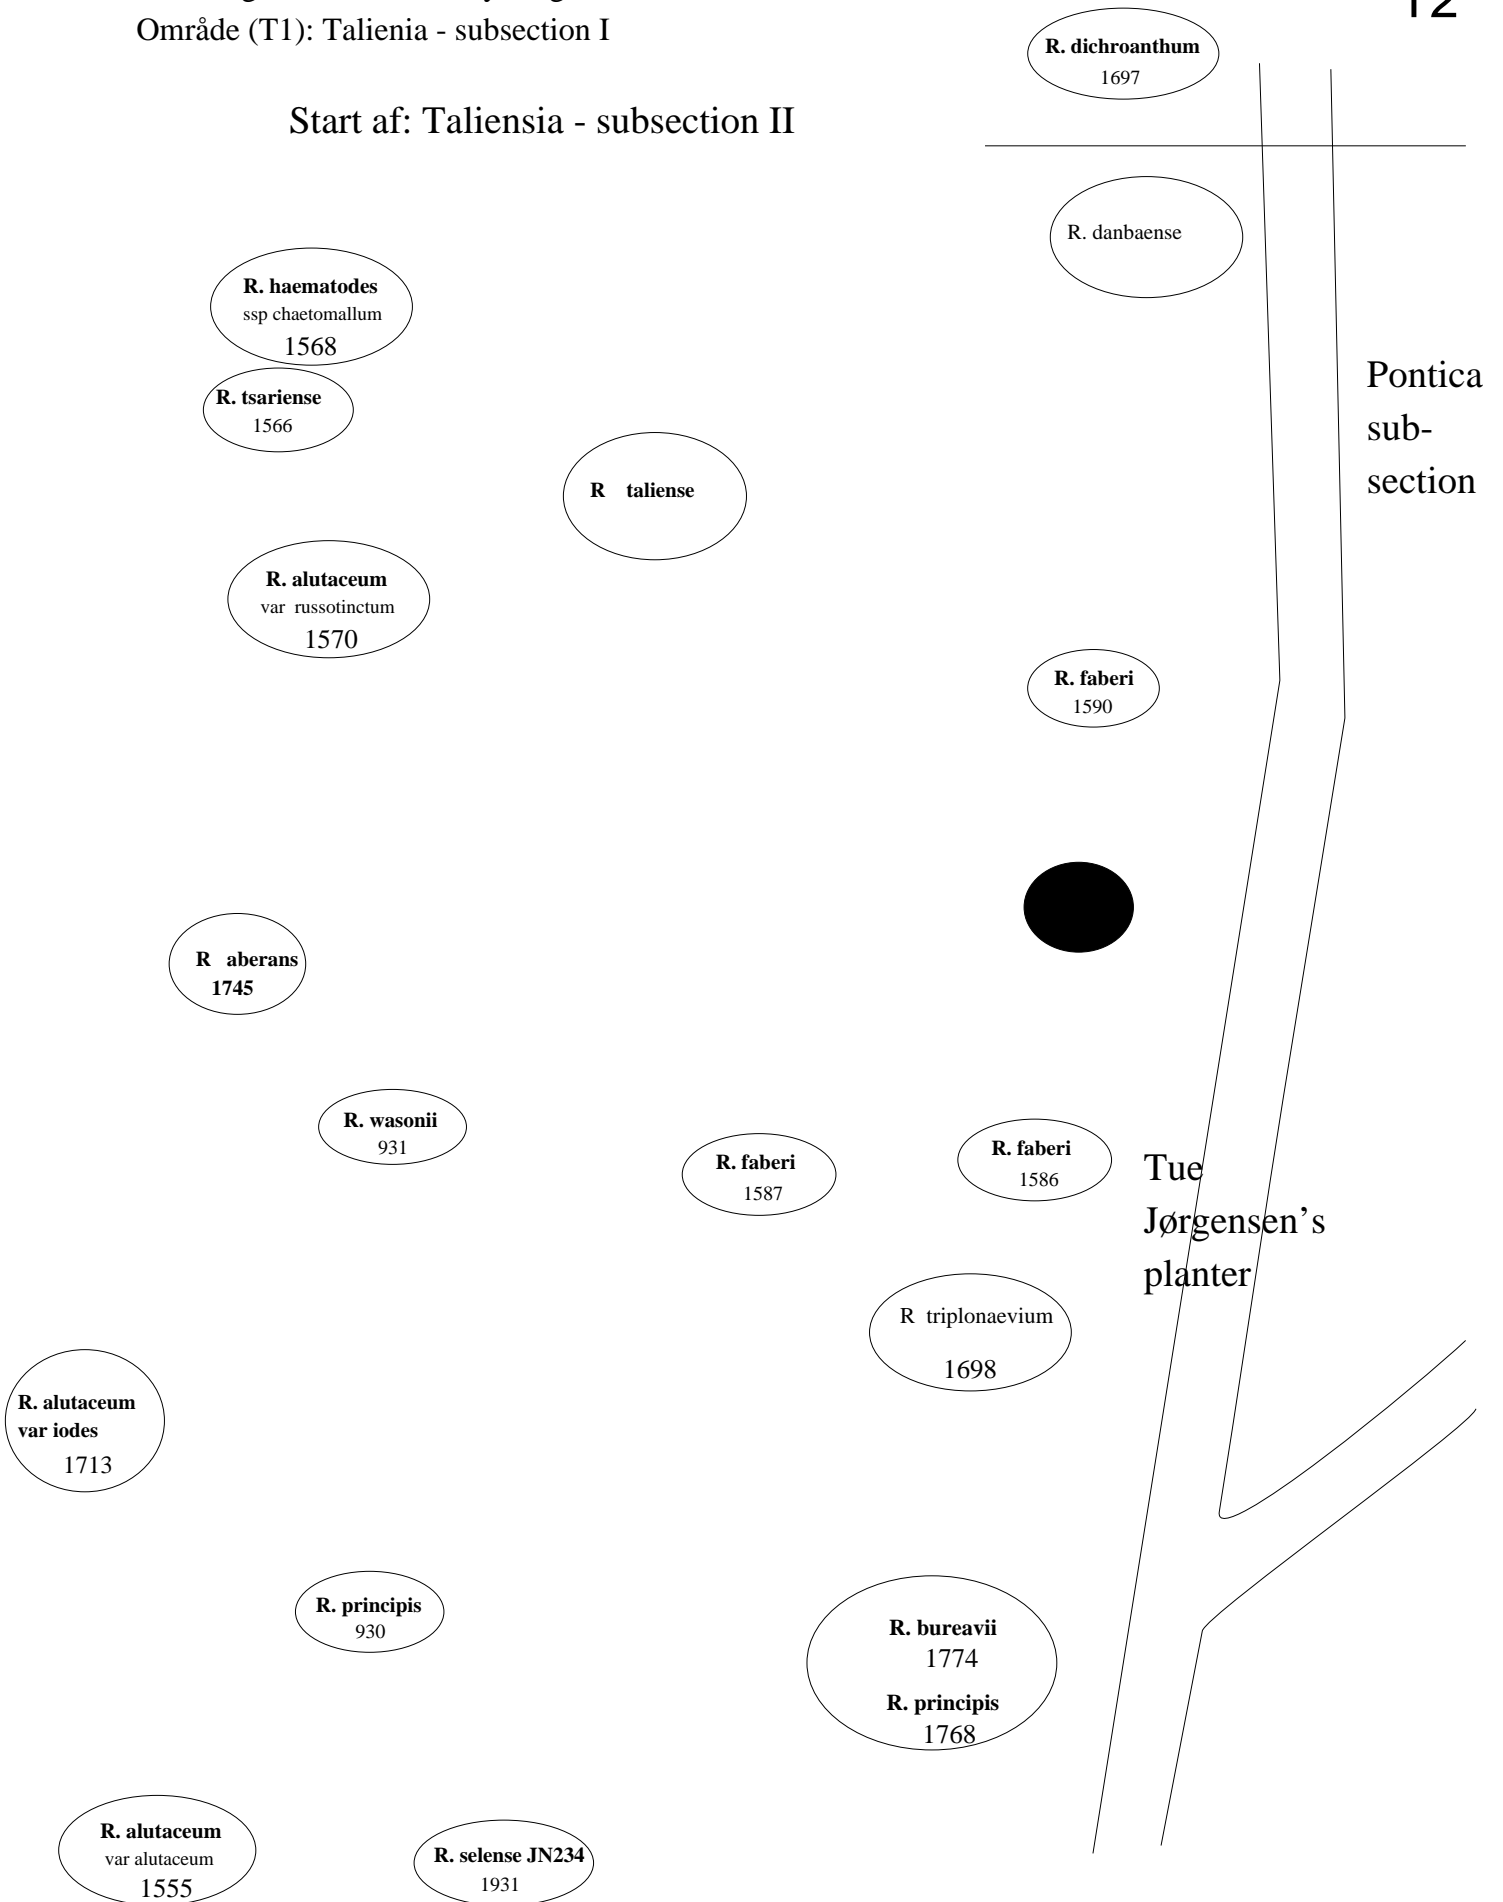 Område (T1): Talienia - subsection I
R. dichroanthum
1697
Start af: Taliensia - subsection II
R. danbaense
R. haematodes
ssp chaetomallum
1568
R. tsariense
1566
Pontica
sub-
section
R taliense
R. alutaceum
var russotinctum
1570
R. faberi
1590
R aberans
1745
R. wasonii
931
R. faberi
1587
R. faberi
1586
Tue
Jørgensen’s
planter
R triplonaevium
1698
R. alutaceum
var iodes
1713
R. principis
930
R. bureavii
1774
R. principis
1768
R. alutaceum
var alutaceum
1555
R. selense JN234
1931